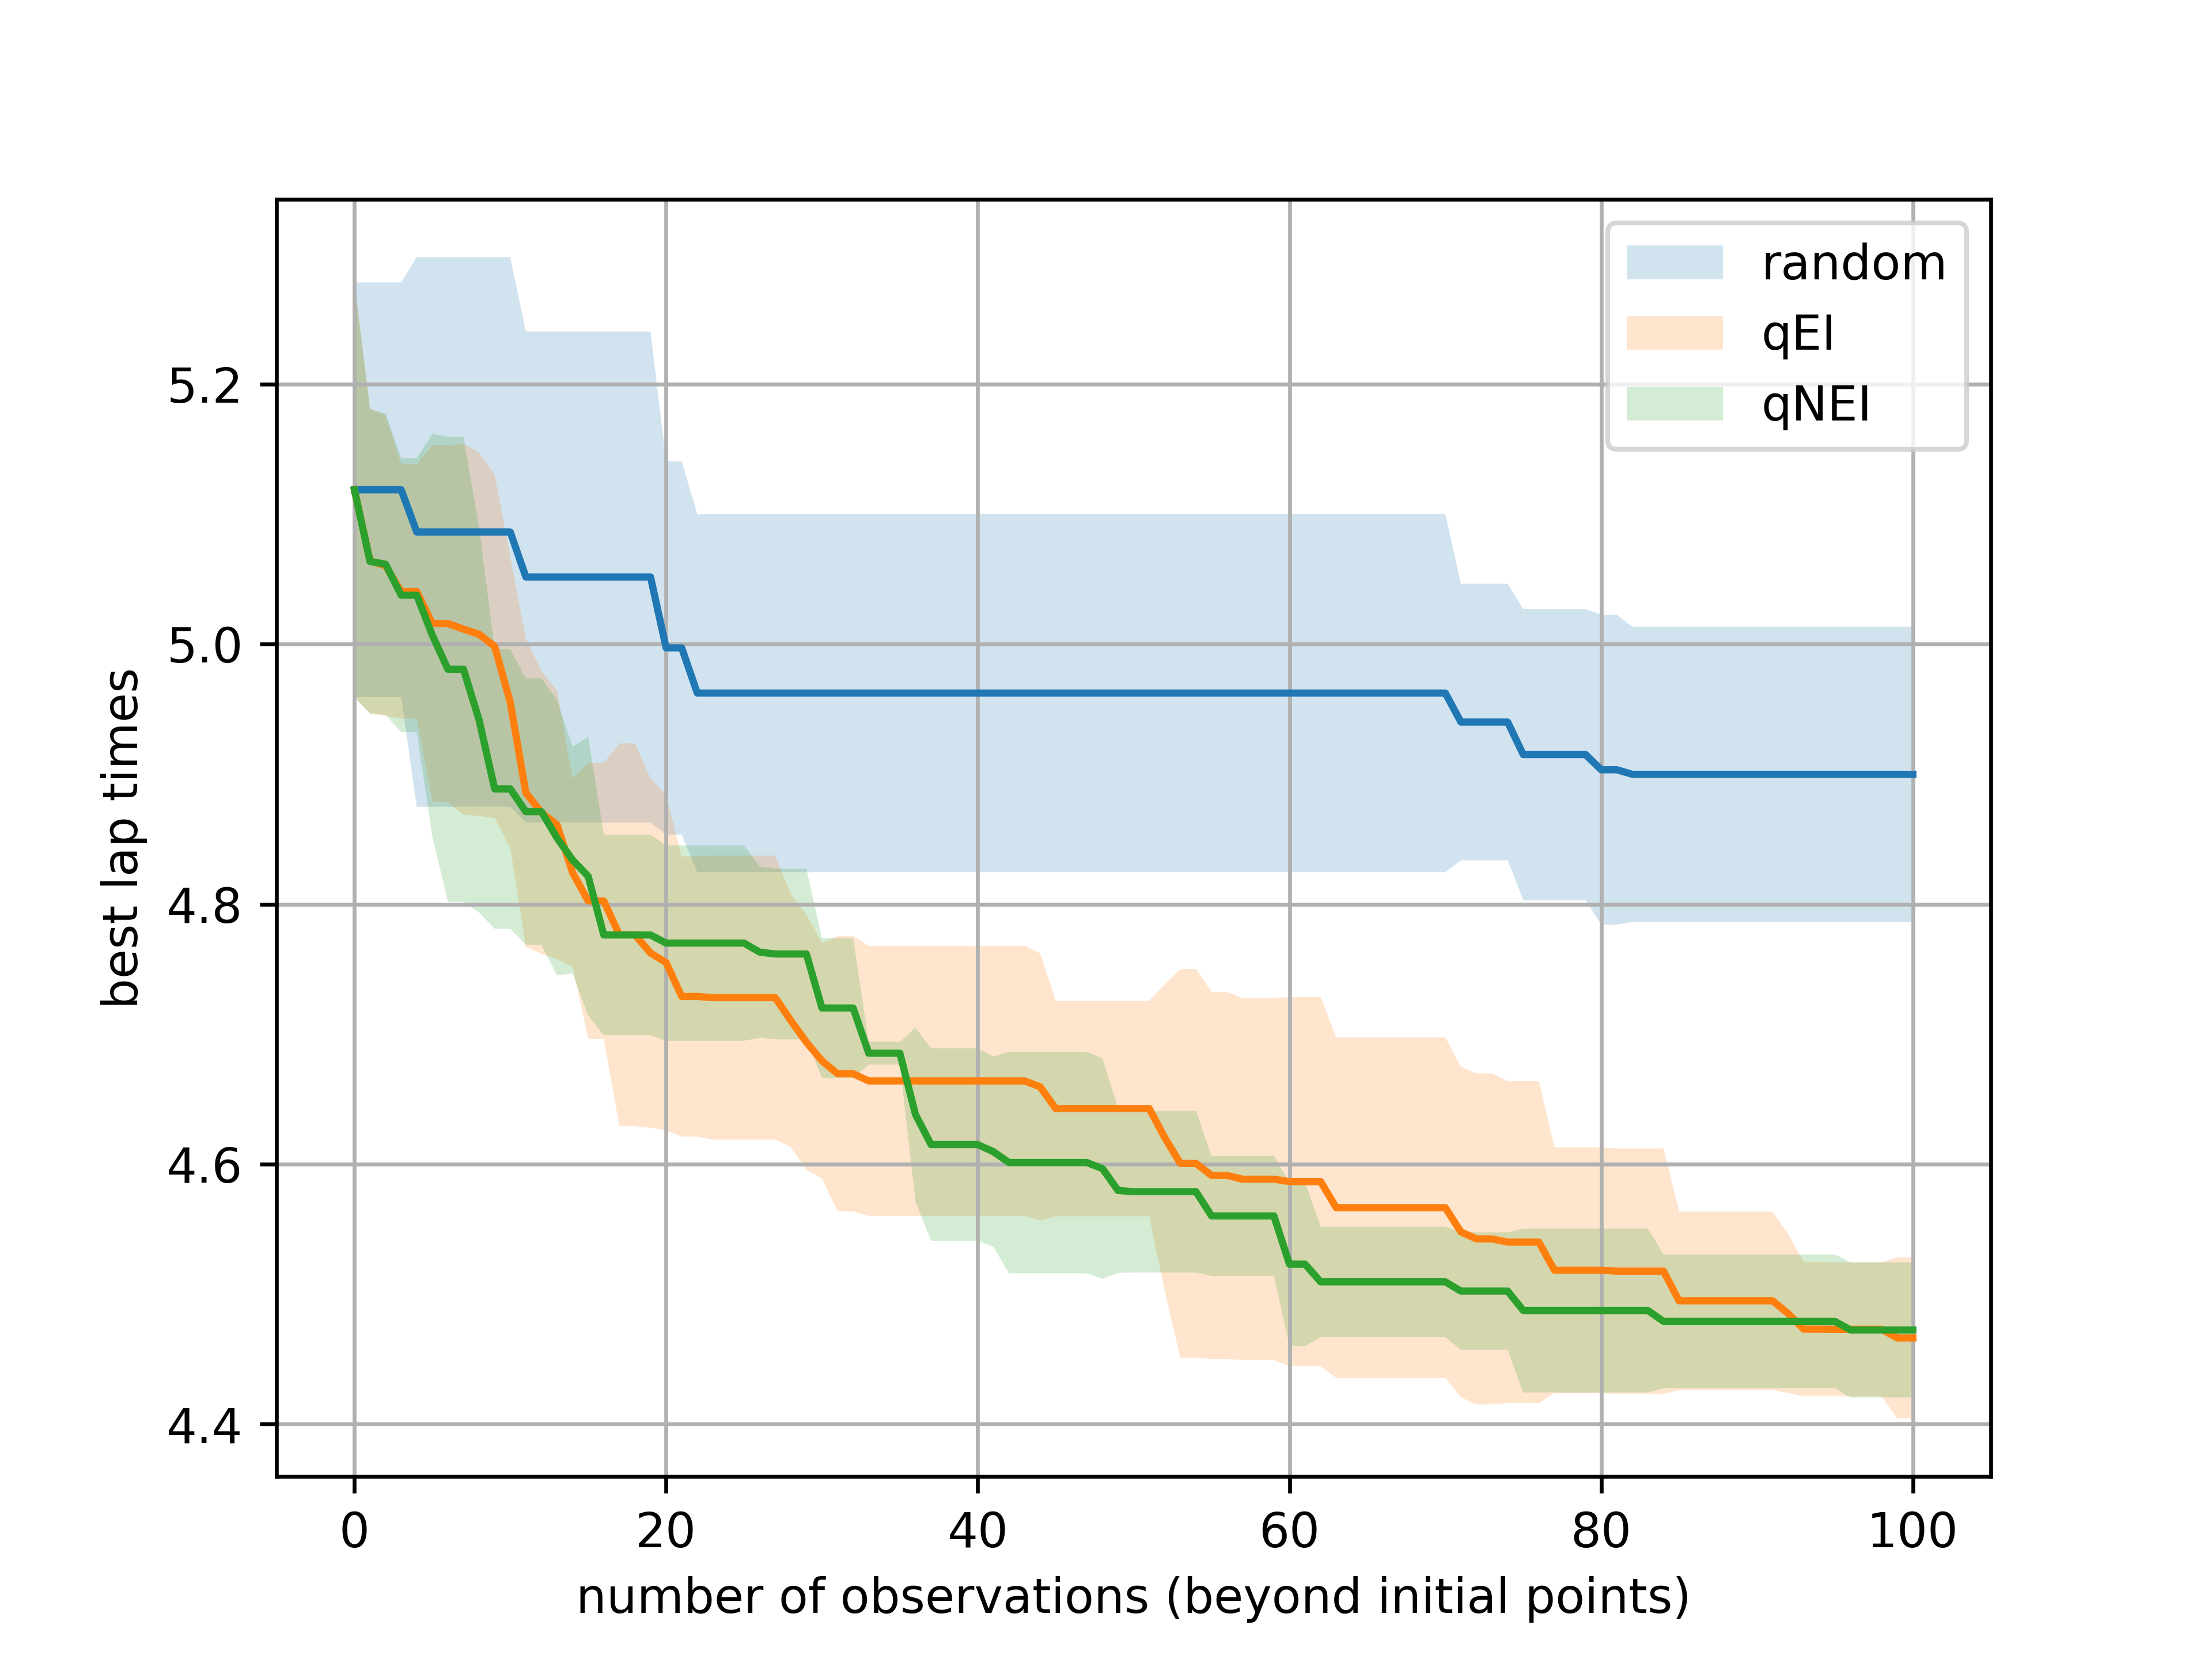 random
qEI
qNEI
best lap times
5.2
5.0
4.8
4.6
4.4
0 20 40 60 80 100
number of observations (beyond initial points)